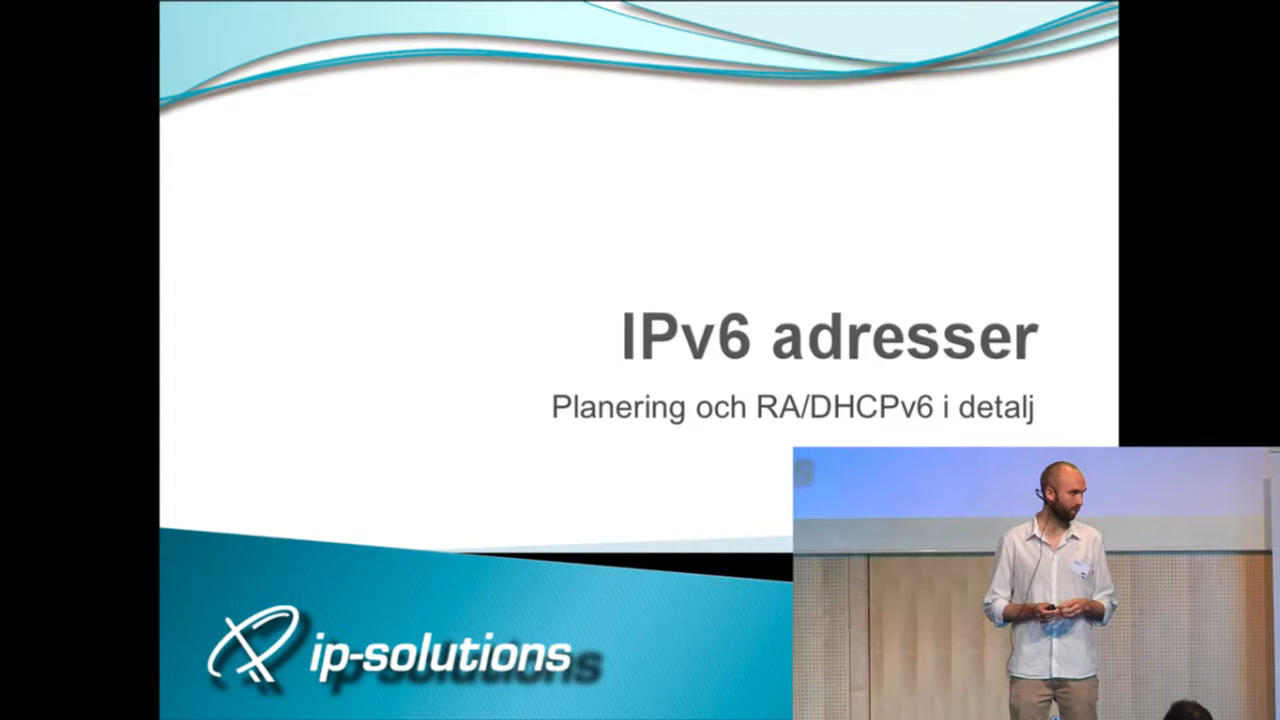 IPv6 adresser
Planering och RA/DHCPv6 i detalj
ip-solutions